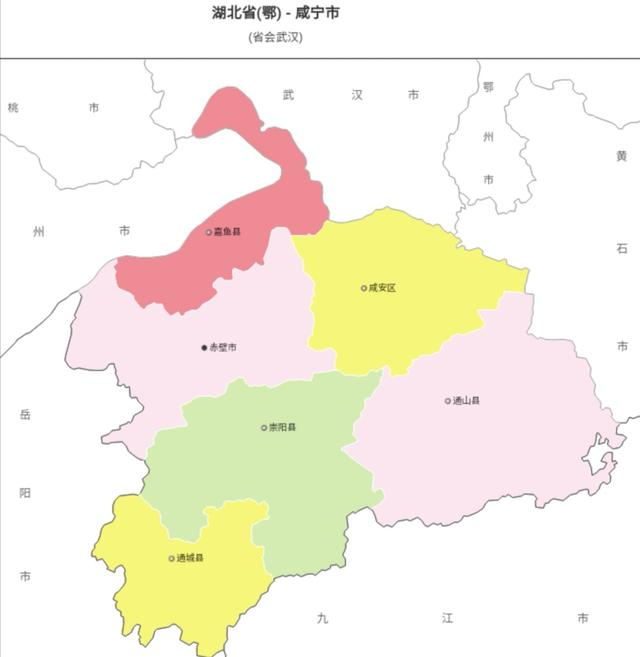 湖北省(鄂) - 咸宁市
(省会武汉)
武 汉 市
鄂
州
市
桃 市
黄
石
市
州 市
嘉鱼县
咸安区
赤壁市
通山县
崇阳县
岳
阳
市
通城县
九 江 市